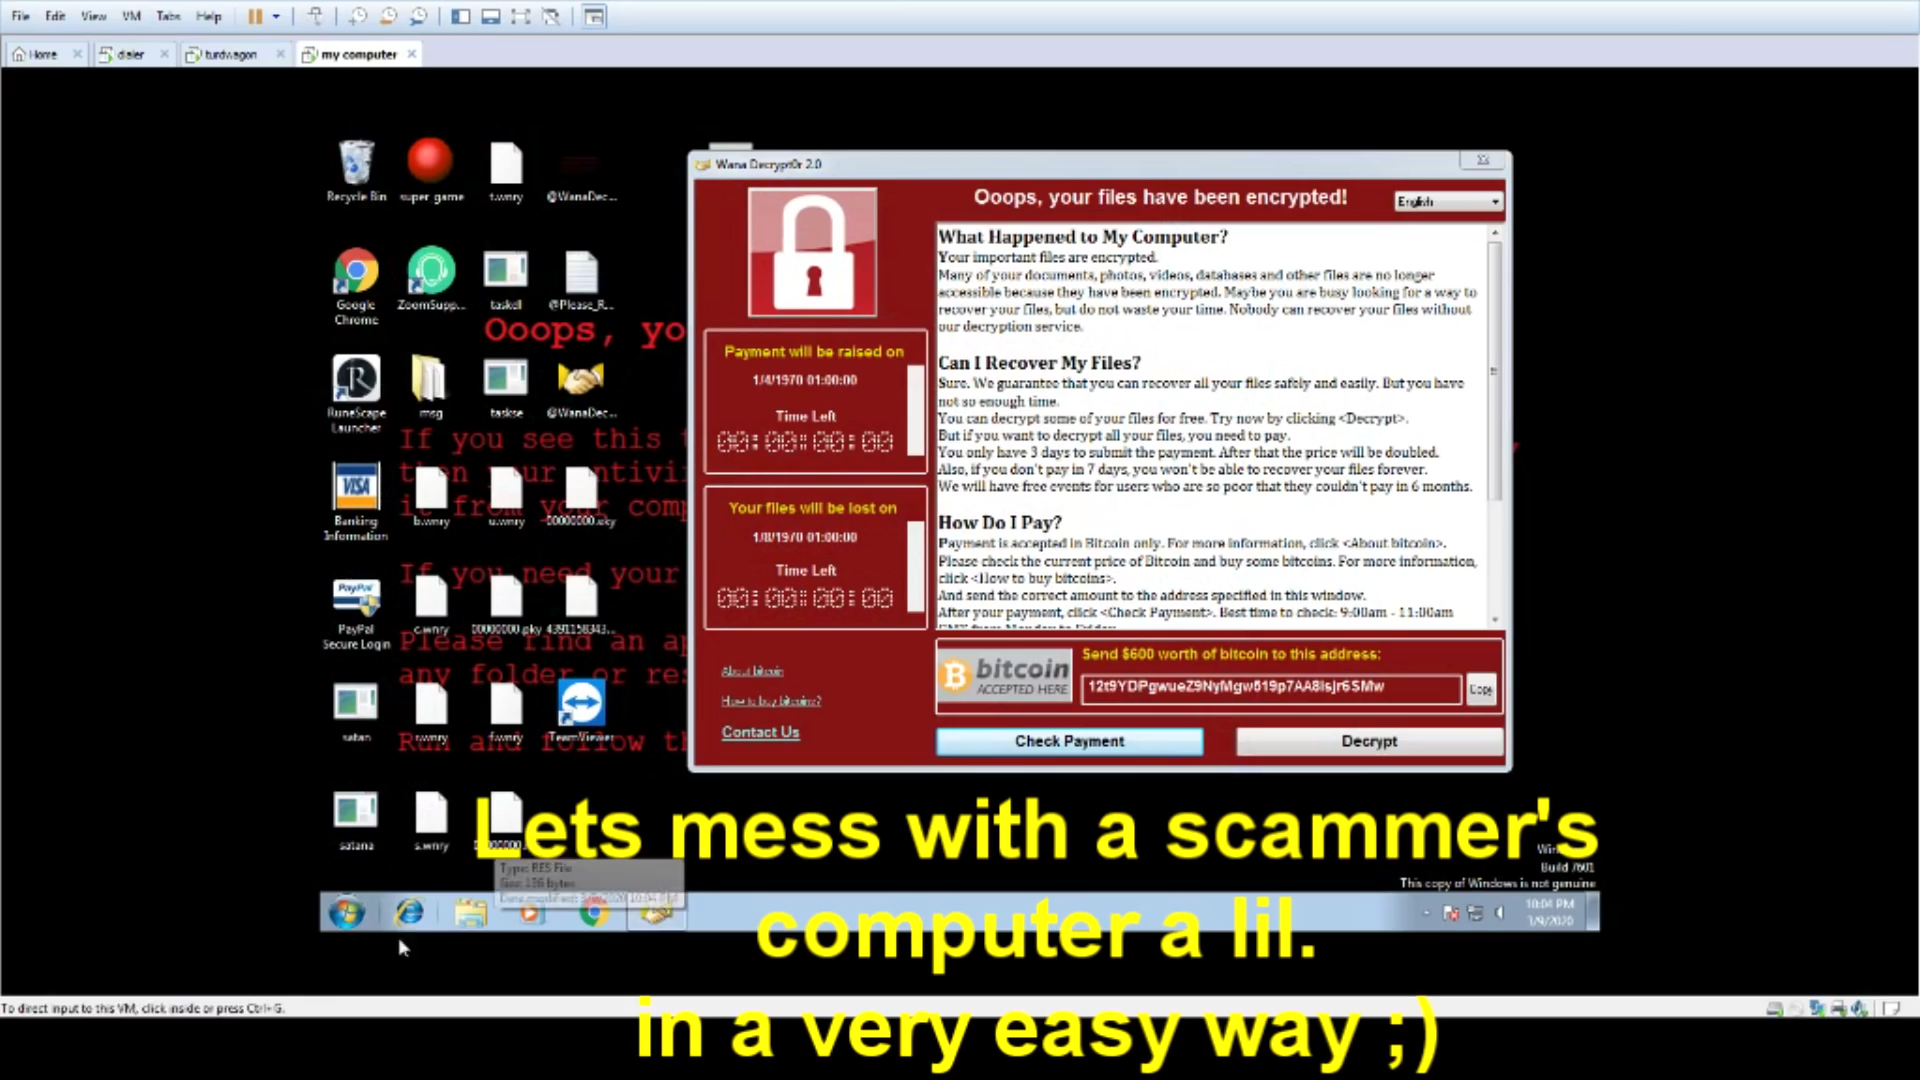 File Edit View VM Tabs Help
Home dialer turdwagon my computer
Recycle Bin super game t.wnry @WanaDec...
Google Chrome ZoomSupp... @Please_R...
RuneScape Launcher msg taskse @WanaDec...
Banking Information b.wnry u.wnry 00000000.eky
PayPal Secure Login c.wnry 00000000.pky 4391158343...
satan r.wnry f.wnry TeamViewer
satana s.wnry
Ooops, yo
If you see this t
it from your comp
If you need your
Please find an ap
any folder or res
Run and follow th
Wana Decrypt0r 2.0
Ooops, your files have been encrypted!
English
Payment will be raised on
1/4/1970 01:00:00
Time Left
00:00:00:00
Your files will be lost on
1/8/1970 01:00:00
Time Left
00:00:00:00
About bitcoin
How to buy bitcoins?
Contact Us
What Happened to My Computer?
Your important files are encrypted.
Many of your documents, photos, videos, databases and other files are no longer
accessible because they have been encrypted. Maybe you are busy looking for a way to
recover your files, but do not waste your time. Nobody can recover your files without
our decryption service.
Can I Recover My Files?
Sure. We guarantee that you can recover all your files safely and easily. But you have
not so enough time.
You can decrypt some of your files for free. Try now by clicking <Decrypt>.
But if you want to decrypt all your files, you need to pay.
You only have 3 days to submit the payment. After that the price will be doubled.
Also, if you don't pay in 7 days, you won't be able to recover your files forever.
We will have free events for users who are so poor that they couldn't pay in 6 months.
How Do I Pay?
Payment is accepted in Bitcoin only. For more information, click <About bitcoin>.
Please check the current price of Bitcoin and buy some bitcoins. For more information,
click <How to buy bitcoins>.
And send the correct amount to the address specified in this window.
After your payment, click <Check Payment>. Best time to check: 9:00am - 11:00am
bitcoin
ACCEPTED HERE
Send $600 worth of bitcoin to this address:
12t9YDPgwueZ9NyMgw519p7AA8isjr6SMw
Copy
Check Payment Decrypt
Lets mess with a scammer's
computer a lil.
in a very easy way ;)
Type: RES File
Size: 136 bytes
Build 7601
This copy of Windows is not genuine
10:04 PM
To direct input to this VM, click inside or press Ctrl+G.